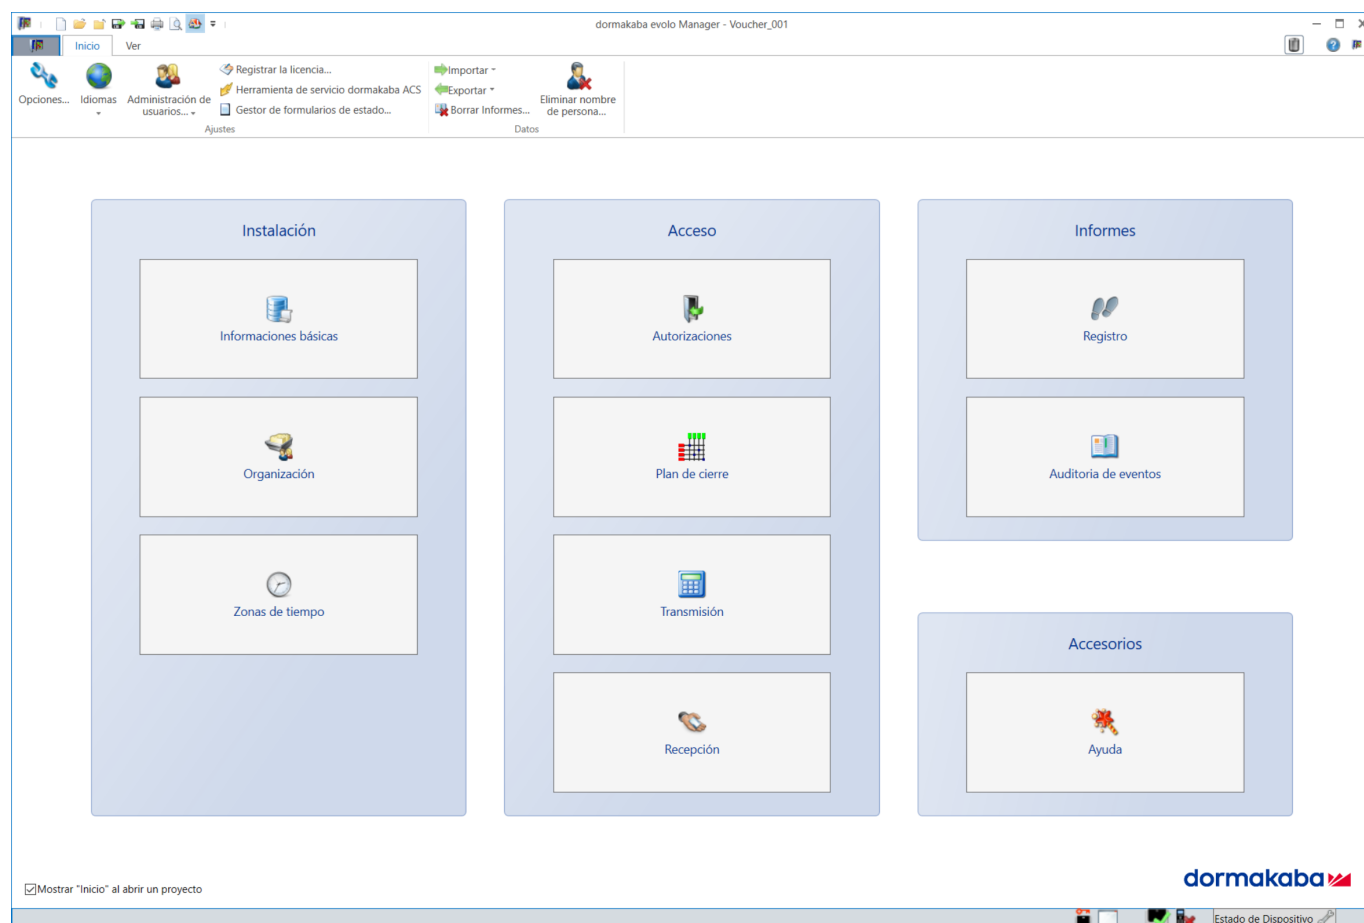 dormakaba evolo Manager - Voucher_001
Inicio
Ver
Opciones...
Idiomas
Administración de
usuarios...
Registrar la licencia...
Herramienta de servicio dormakaba ACS
Gestor de formularios de estado...
Ajustes
Importar
Exportar
Borrar Informes...
Eliminar nombre
de persona...
Datos
Instalación
Informaciones básicas
Organización
Zonas de tiempo
Acceso
Autorizaciones
Plan de cierre
Transmisión
Recepción
Informes
Registro
Auditoria de eventos
Accesorios
Ayuda
dormakaba
Mostrar "Inicio" al abrir un proyecto
Estado de Dispositivo